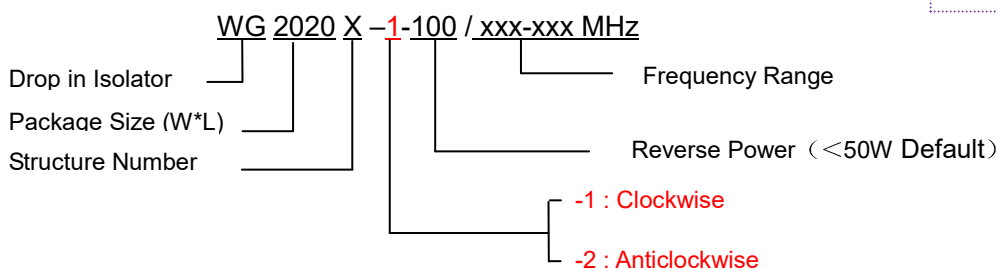 WG 2020 X –1-100 / xxx-xxx MHz
Drop in Isolator
Frequency Range
Package Size (W*L)
Structure Number
Reverse Power（＜50W Default）
-1 : Clockwise
-2 : Anticlockwise